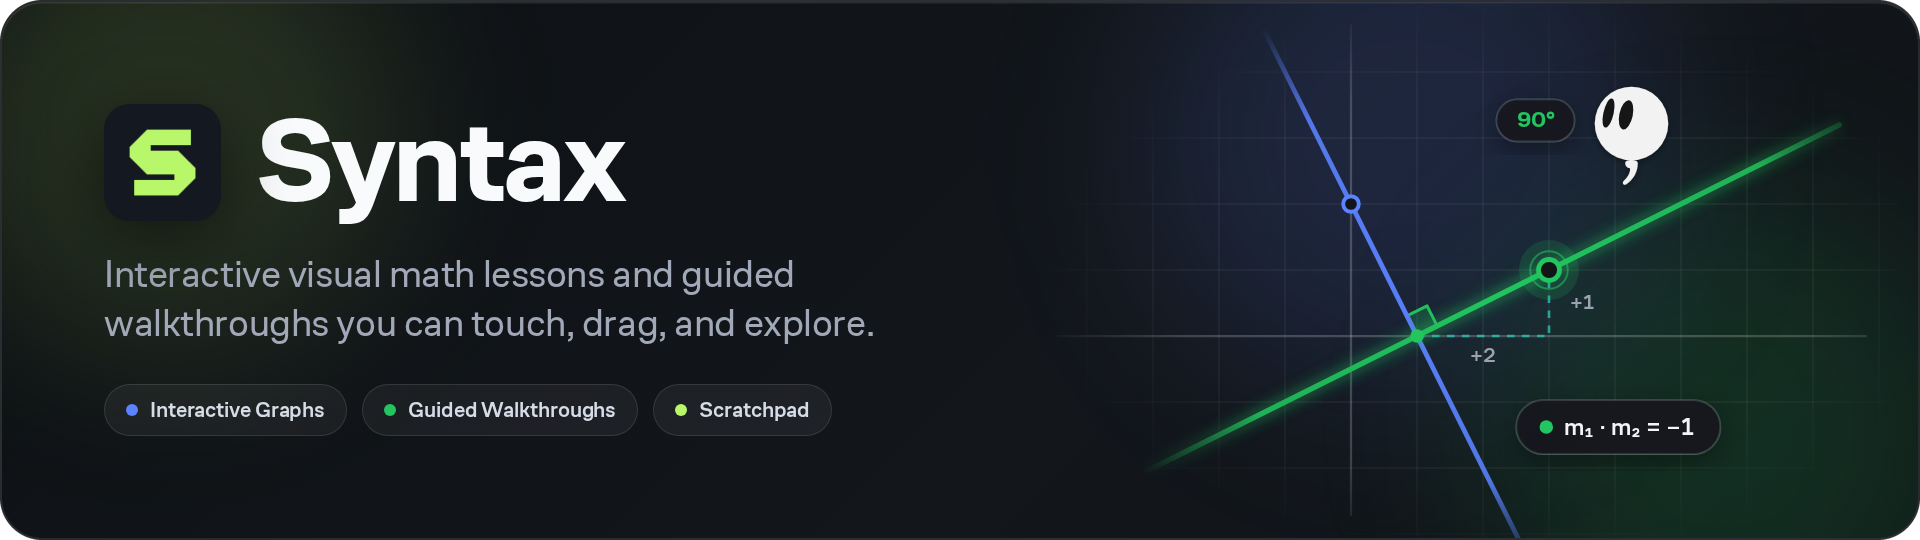 Syntax
Interactive visual math lessons and guided
walkthroughs you can touch, drag, and explore.
Interactive Graphs
Guided Walkthroughs
Scratchpad
90°
+1
+2
m₁ · m₂ = −1